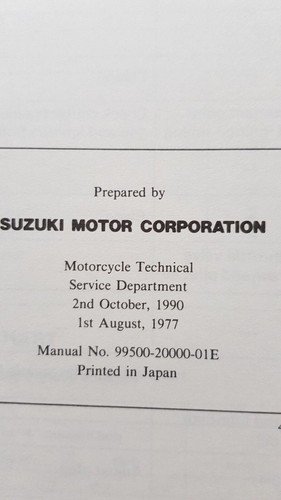 Prepared by
SUZUKI MOTOR CORPORATION
Motorcycle Technical
Service Department
2nd October, 1990
1st August, 1977
Manual No. 99500-20000-01E
Printed in Japan